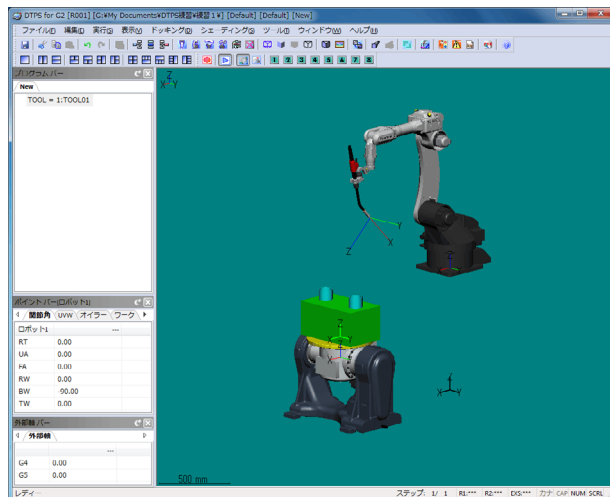 DTPS for G2 [R001] [G:¥My Documents¥DTPS練習¥練習１¥] [Default] [Default] [New]
ファイル(F) 編集(E) 実行(G) 表示(V) ドッキング(D) シェーディング(S) ツール(T) ウィンドウ(W) ヘルプ(H)
1 2 3 4 5 6 7 8
プログラム バー
New
TOOL = 1:TOOL01
Z
X Y
Y
X
Z
Z
ポイント バー(ロボット1)
関節角 UVW オイラー ワーク
ロボット1 ...
RT 0.00
UA 0.00
FA 0.00
RW 0.00
BW -90.00
TW 0.00
Z
Z
X
Z
X Y
外部軸 バー
外部軸
...
G4 0.00
G5 0.00
500 mm
レディ
ステップ: 1/ 1 R1:*** R2:*** EXS:*** カナ CAP NUM SCRL